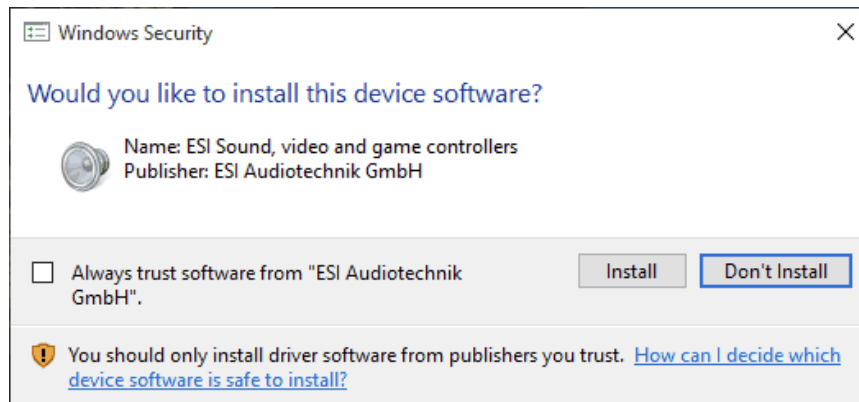 Windows Security
Would you like to install this device software?
Name: ESI Sound, video and game controllers
Publisher: ESI Audiotechnik GmbH
Always trust software from "ESI Audiotechnik
GmbH".
Install
Don't Install
You should only install driver software from publishers you trust. How can I decide which
device software is safe to install?